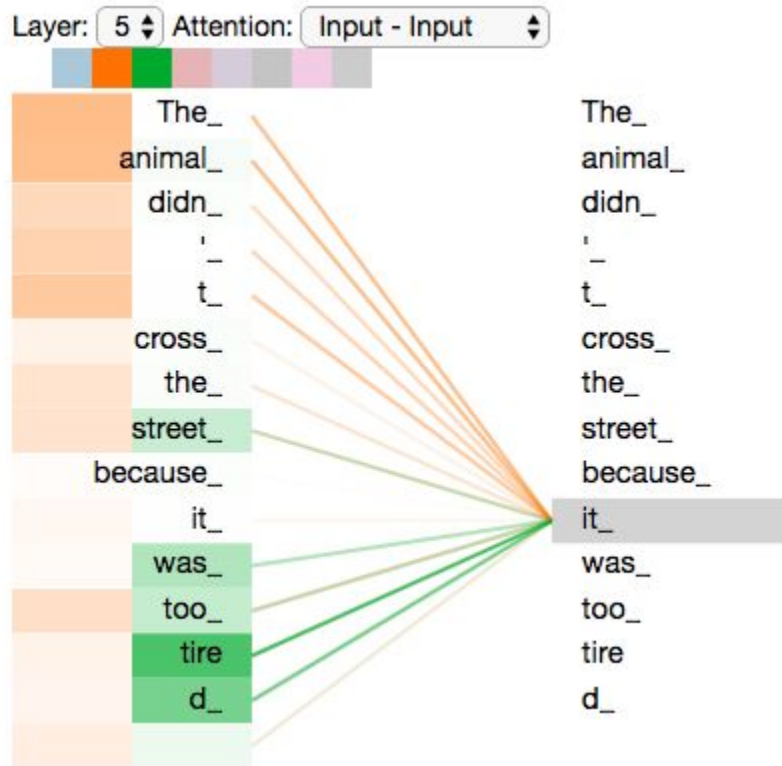 Layer: 5 Attention: Input - Input
The_ The_
animal_ animal_
didn_ didn_
'_ '_
t_ t_
cross_ cross_
the_ the_
street_ street_
because_ because_
it_ it_
was_ was_
too_ too_
tire tire
d_ d_